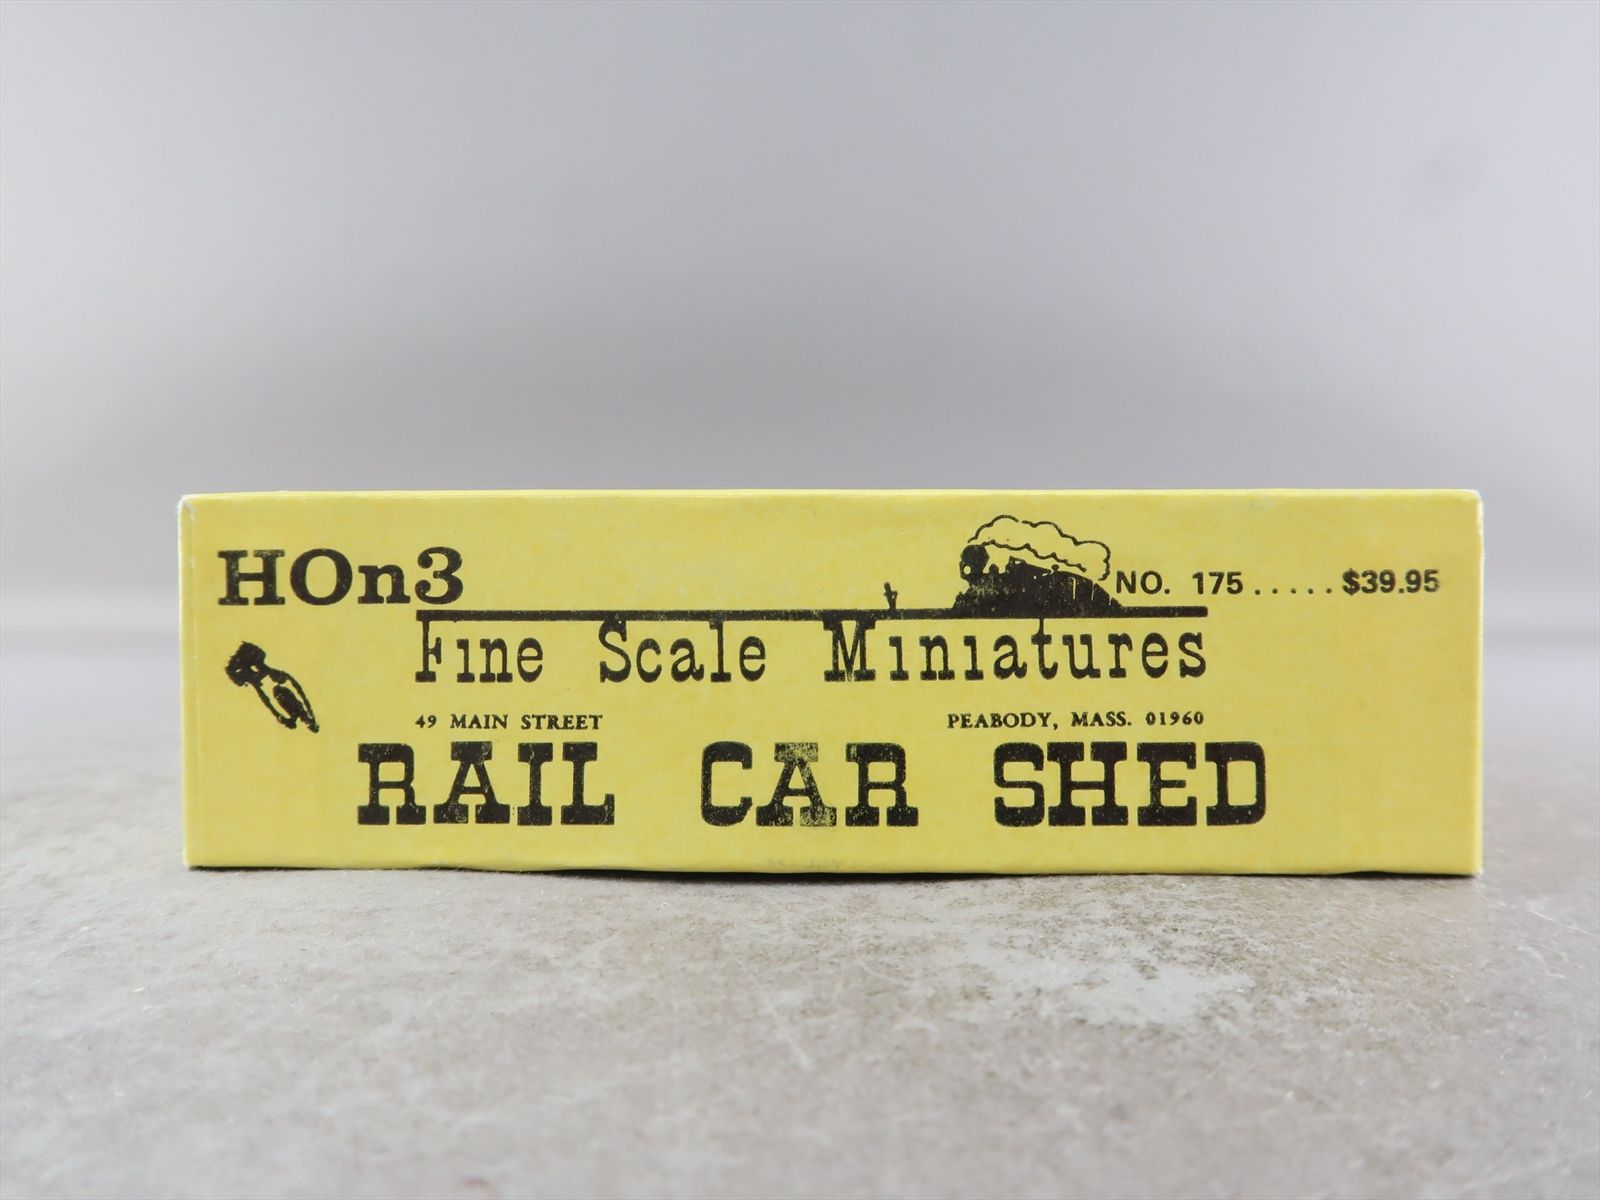 HOn3
NO. 175.....$39.95
Fine Scale Miniatures
49 MAIN STREET PEABODY, MASS. 01960
RAIL CAR SHED